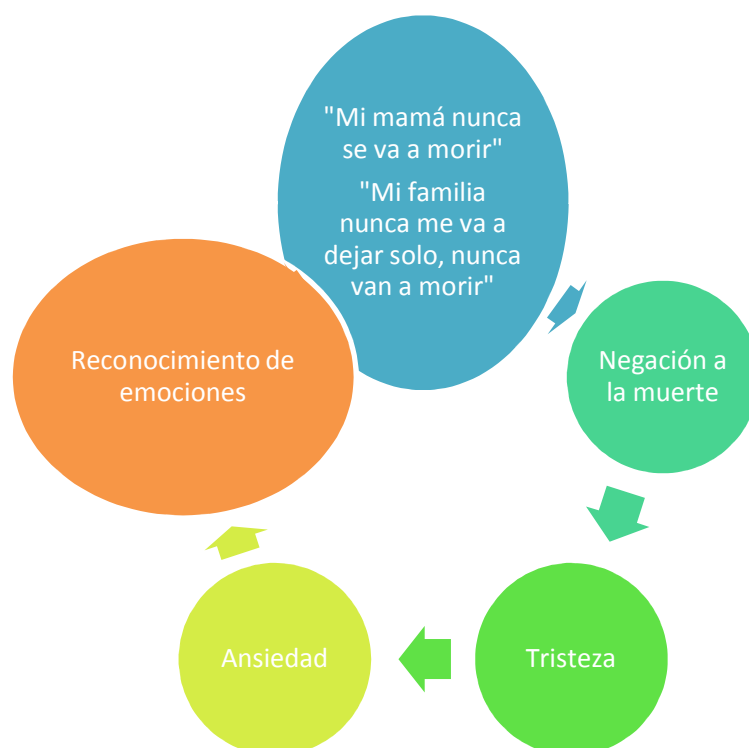 "Mi mamá nunca
se va a morir"
"Mi familia
nunca me va a
dejar solo, nunca
van a morir"
Negación a
la muerte
Tristeza
Ansiedad
Reconocimiento de
emociones